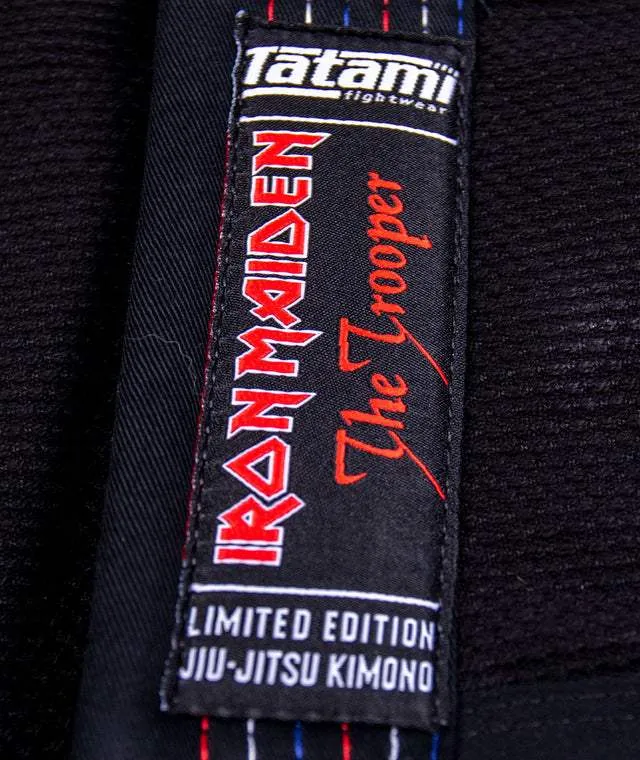 Tatami
fightwear
IRON MAIDEN
The Trooper
LIMITED EDITION
JIU-JITSU KIMONO